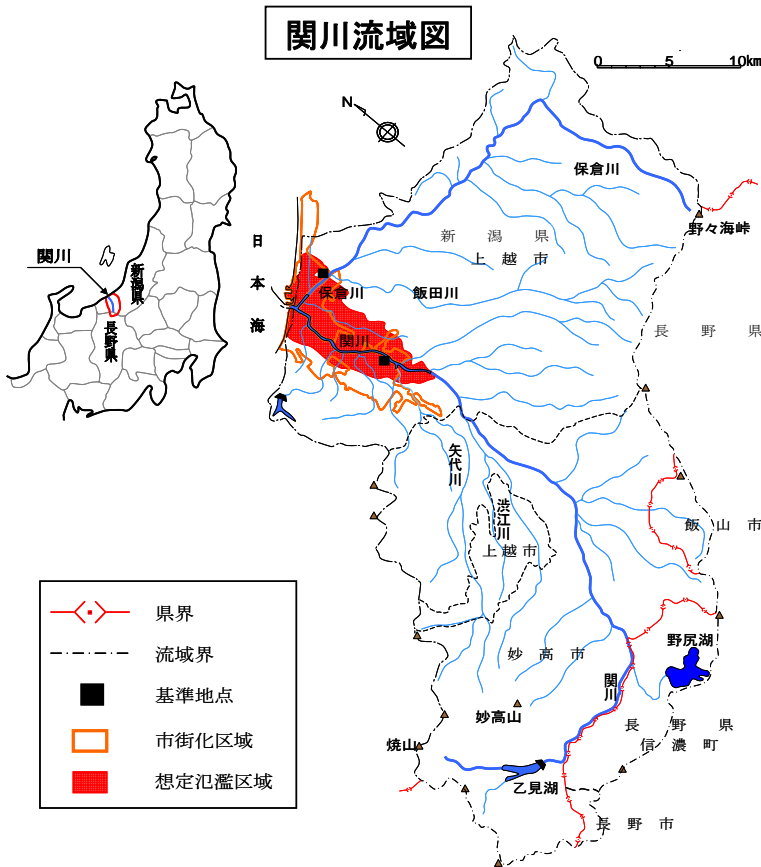 関川流域図
0 5 10km
N
関川
新潟県
長野県
日本海
保倉川
野々海峠
新潟県
上越市
保倉川
飯田川
関川
長野県
矢代川
渋江川
上越市
飯山市
妙高市
野尻湖
関川
妙高山
長野県
信濃町
焼山
乙見湖
長野市
県界
流域界
基準地点
市街化区域
想定氾濫区域